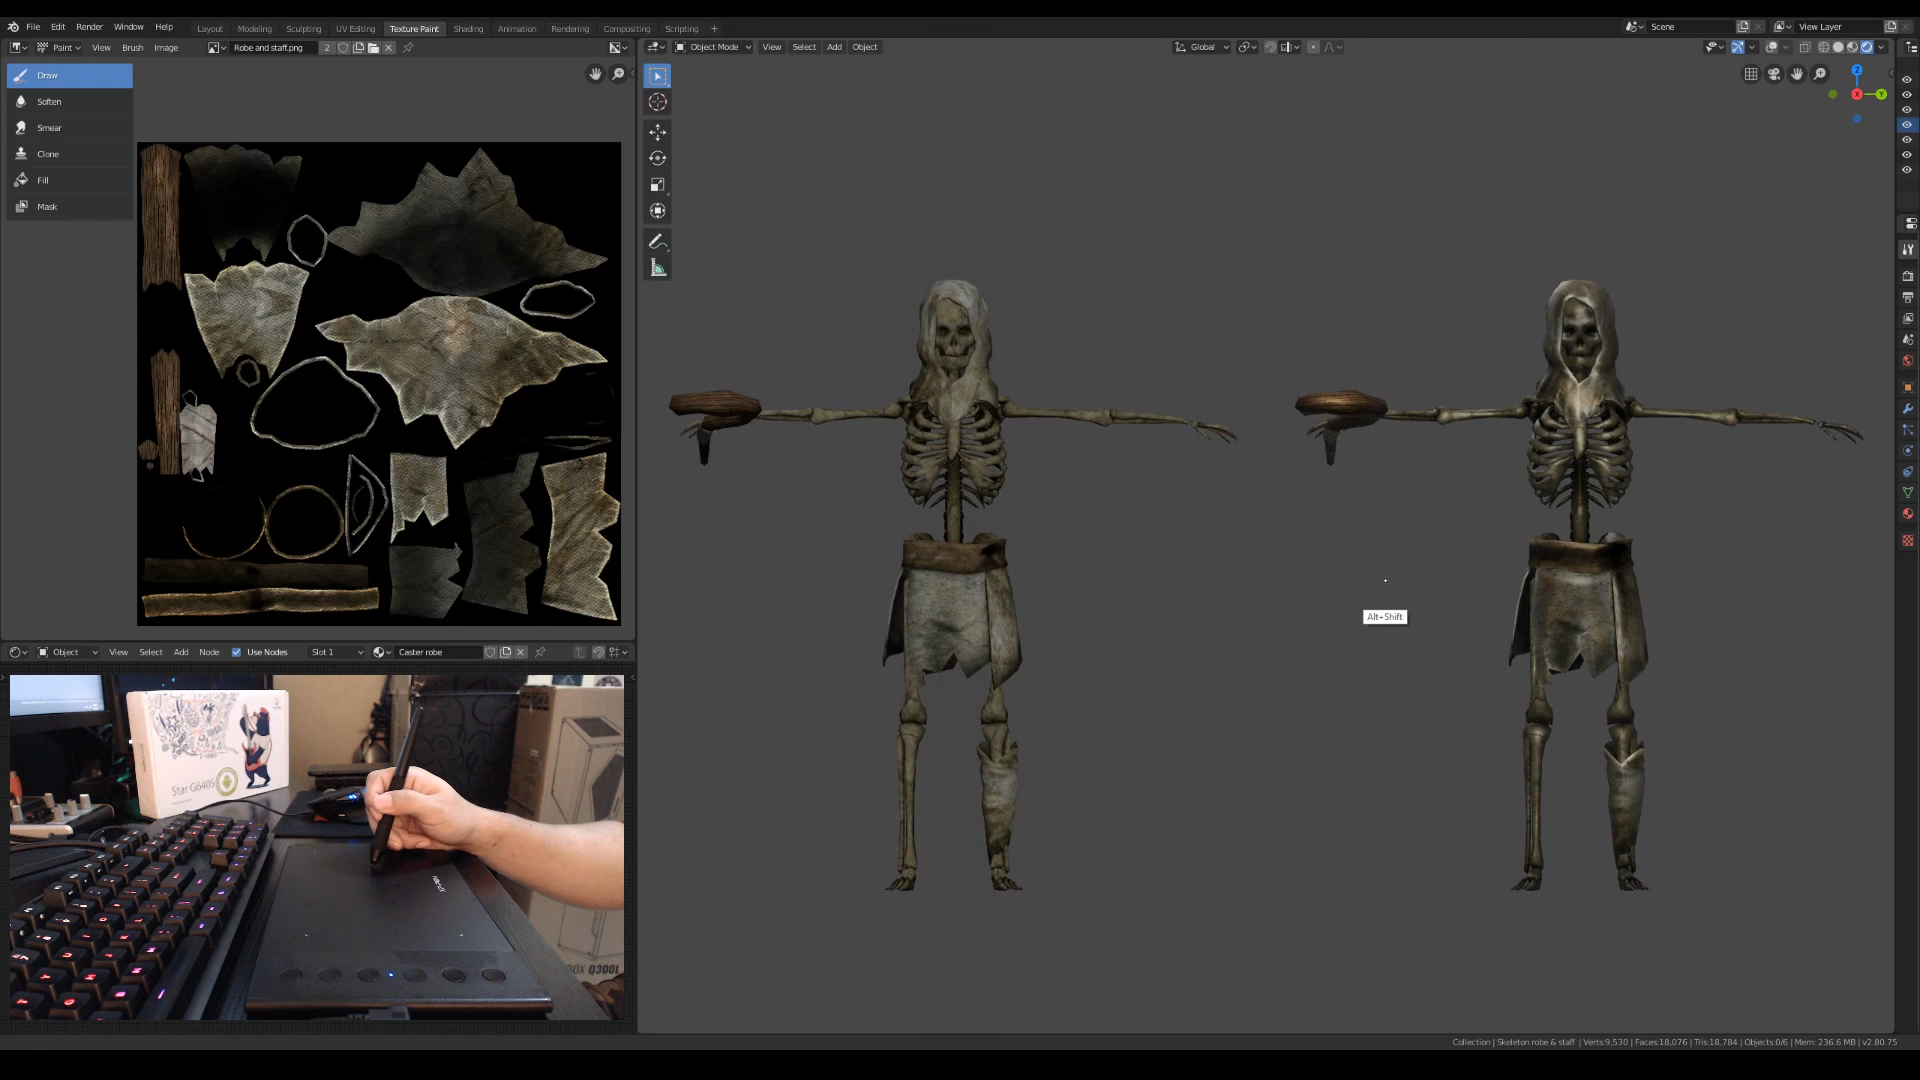 File Edit Render Window Help
Layout Modeling Sculpting UV Editing Texture Paint Shading Animation Rendering Compositing Scripting +
Scene
View Layer
Paint View Brush Image
Robe and staff.png 2
Object Mode View Select Add Object
Global
Draw
Soften
Smear
Clone
Fill
Mask
Z
X
Y
Alt+Shift
Object View Select Add Node Use Nodes Slot 1
Caster robe
Star G640S
BOX Q300L
Collection | Skeleton robe & staff | Verts:9,530 | Faces:18,076 | Tris:18,784 | Objects:0/6 | Mem: 236.6 MB | v2.80.75